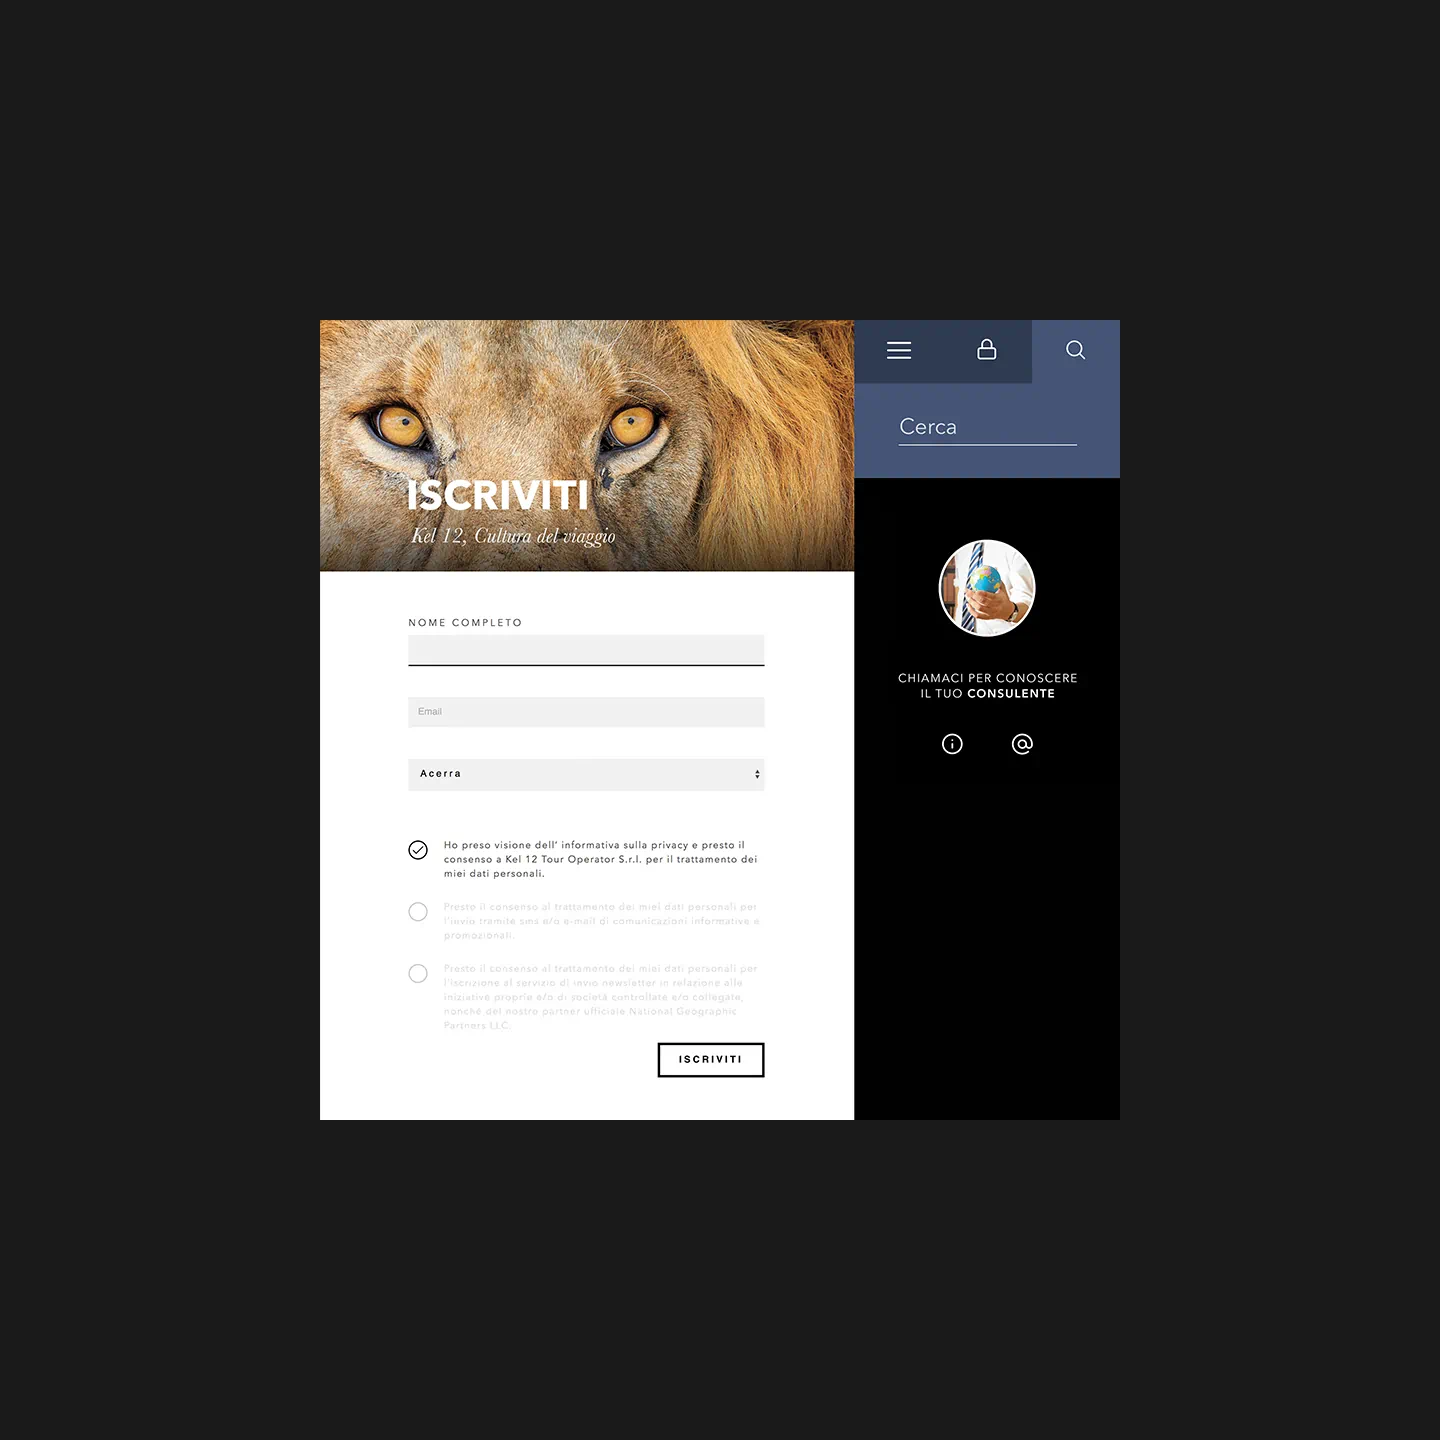 ISCRIVITI
Kel 12, Cultura del viaggio
Cerca
CHIAMACI PER CONOSCERE
IL TUO CONSULENTE
NOME COMPLETO
Email
Acerra
Ho preso visione dell’ informativa sulla privacy e presto il
consenso a Kel 12 Tour Operator S.r.l. per il trattamento dei
miei dati personali.
Presto il consenso al trattamento dei miei dati personali per
l’invio tramite sms e/o e-mail di comunicazioni informative e
promozionali.
Presto il consenso al trattamento dei miei dati personali per
l’iscrizione al servizio di invio newsletter in relazione alle
iniziative proprie e/o di società controllate e/o collegate,
nonché del nostro partner ufficiale National Geographic
Partners LLC.
ISCRIVITI